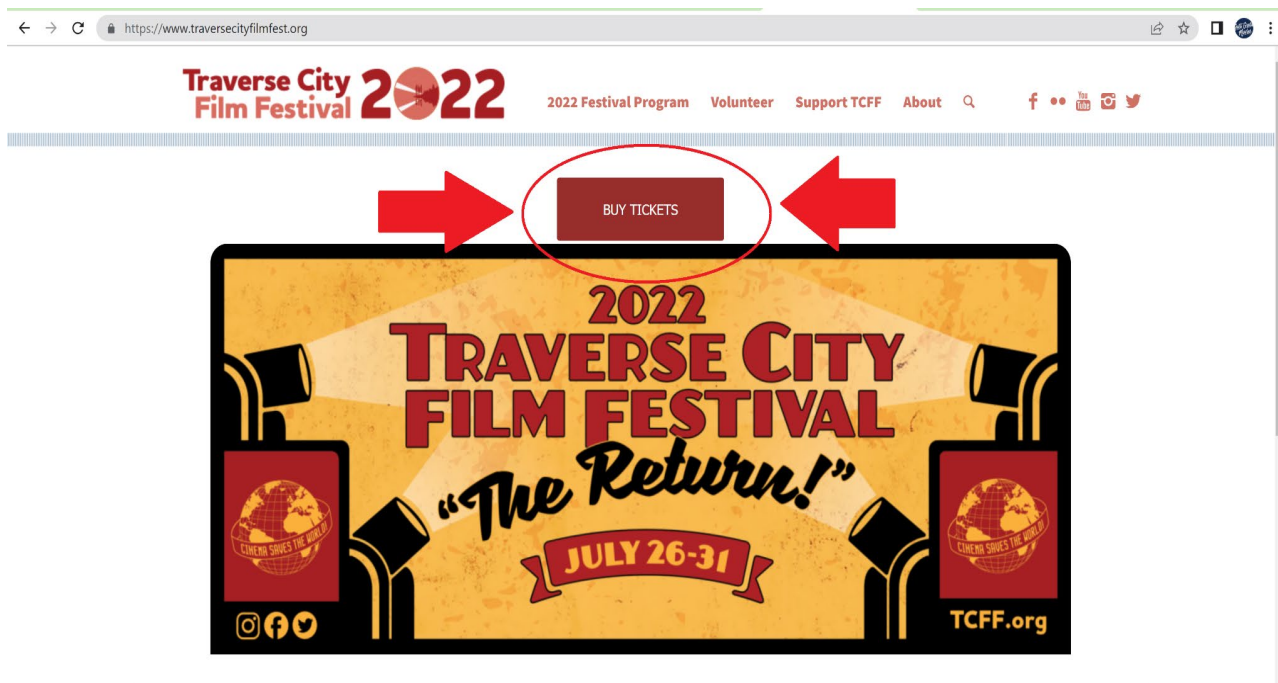 https://www.traversecityfilmfest.org
Traverse City
Film Festival
2022
2022 Festival Program Volunteer Support TCFF About
You
Tube
BUY TICKETS
2022
TRAVERSE CITY
FILM FESTIVAL
"The Return!"
JULY 26-31
CINEMA SAVES THE WORLD!
CINEMA SAVES THE WORLD!
TCFF.org